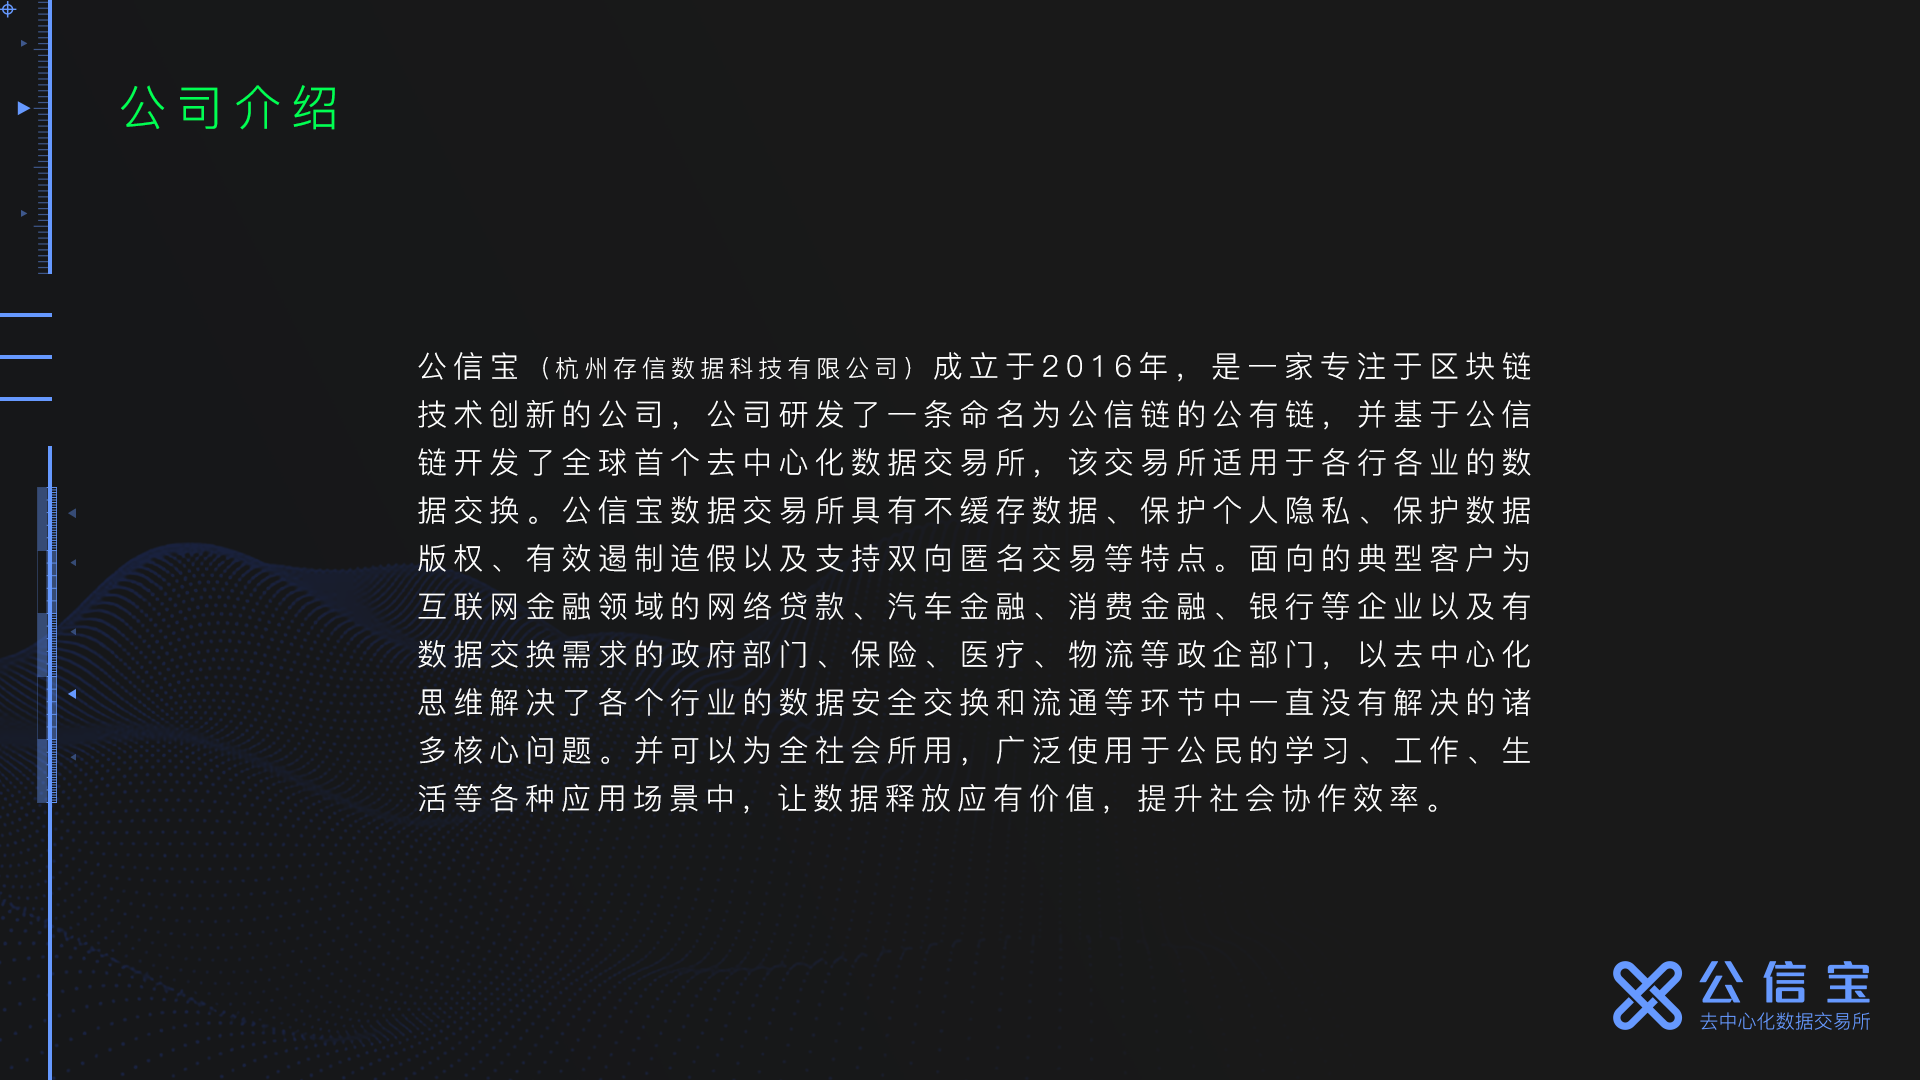 公司介绍
公信宝（杭州存信数据科技有限公司）成立于2016年，是一家专注于区块链
技术创新的公司，公司研发了一条命名为公信链的公有链，并基于公信
链开发了全球首个去中心化数据交易所，该交易所适用于各行各业的数
据交换。公信宝数据交易所具有不缓存数据、保护个人隐私、保护数据
版权、有效遏制造假以及支持双向匿名交易等特点。面向的典型客户为
互联网金融领域的网络贷款、汽车金融、消费金融、银行等企业以及有
数据交换需求的政府部门、保险、医疗、物流等政企部门，以去中心化
思维解决了各个行业的数据安全交换和流通等环节中一直没有解决的诸
多核心问题。并可以为全社会所用，广泛使用于公民的学习、工作、生
活等各种应用场景中，让数据释放应有价值，提升社会协作效率。
公信宝
去中心化数据交易所